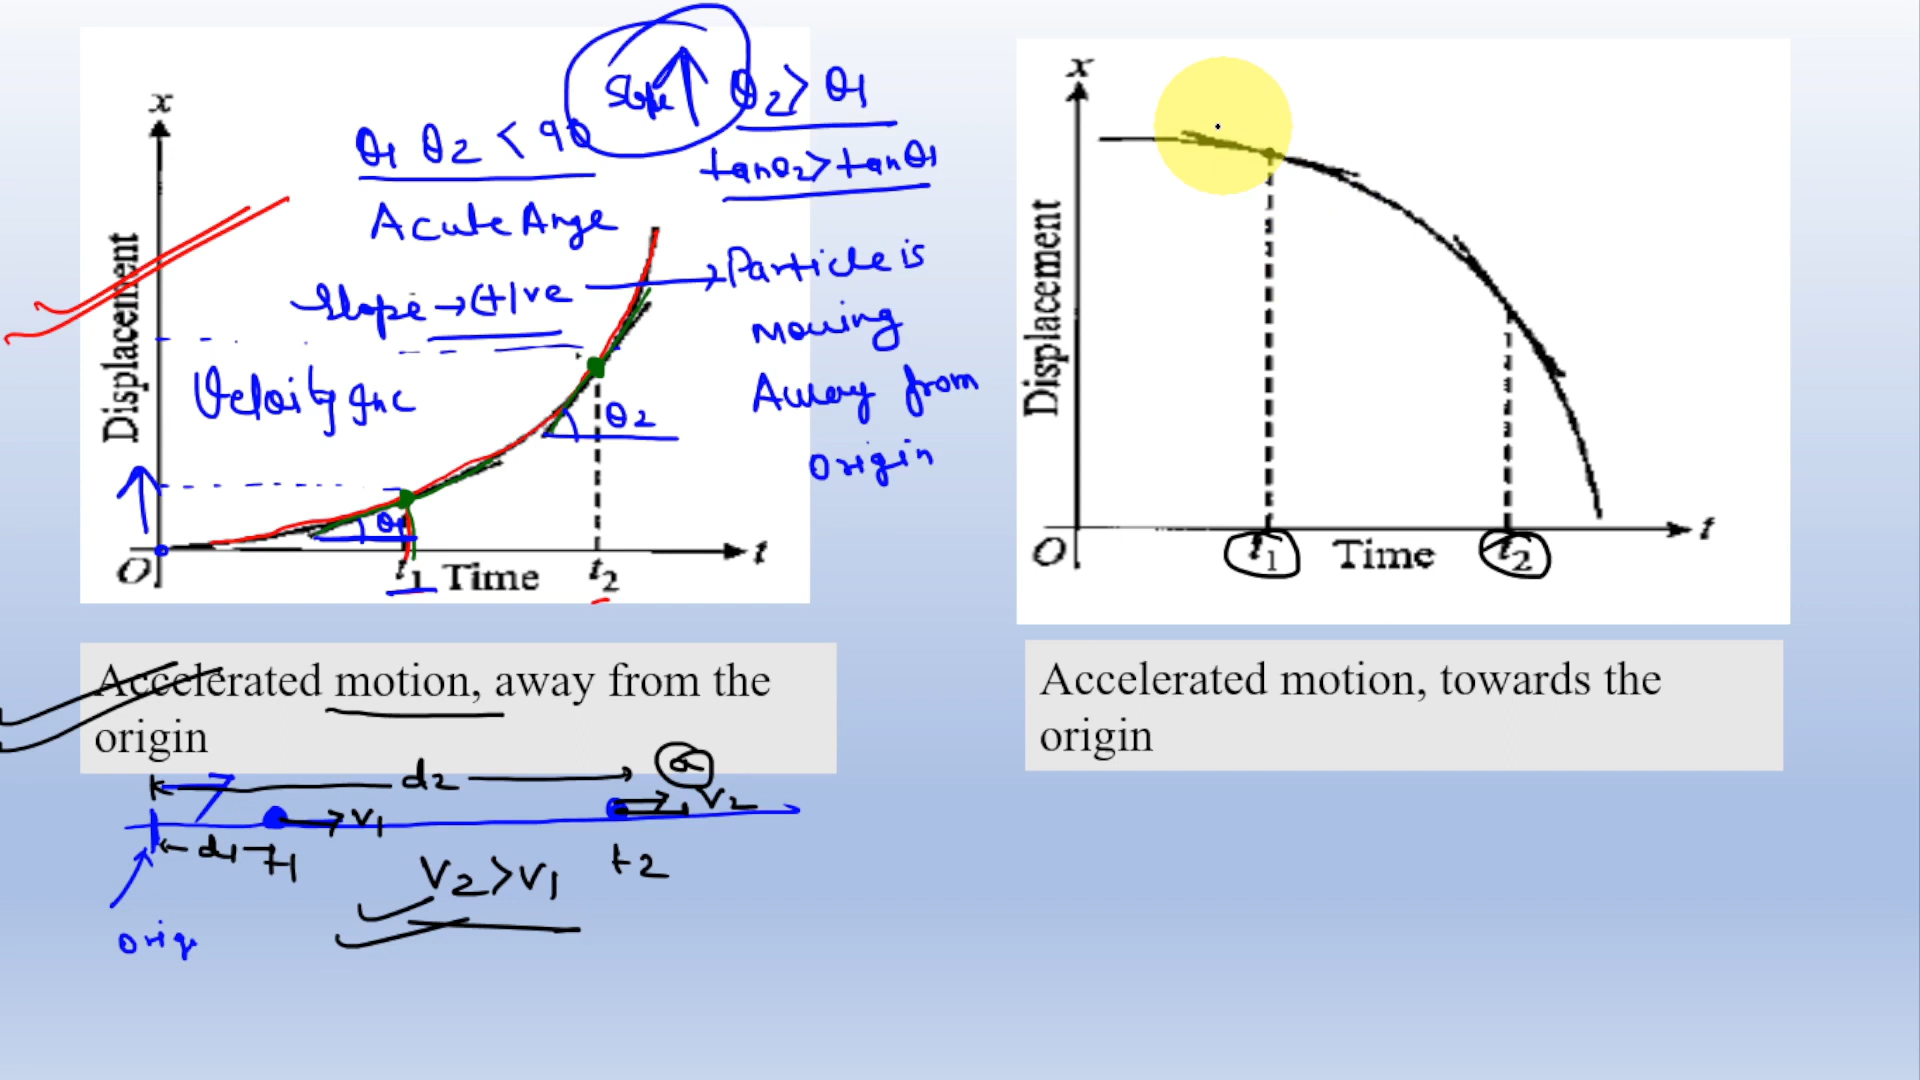 x
Displacement
O
t1 Time t2
t
Slope
θ2 > θ1
θ1 θ2 < 90
tanθ2 > tanθ1
Acute Ange
Slope → (+)ve → Particle is
moving
Away from
origin
Velocity Inc
θ2
θ1
Accelerated motion, away from the
origin
d2
a
v1
v2
d1
t1
t2
V2 > V1
x
Displacement
O
t1 Time t2
t
Accelerated motion, towards the
origin